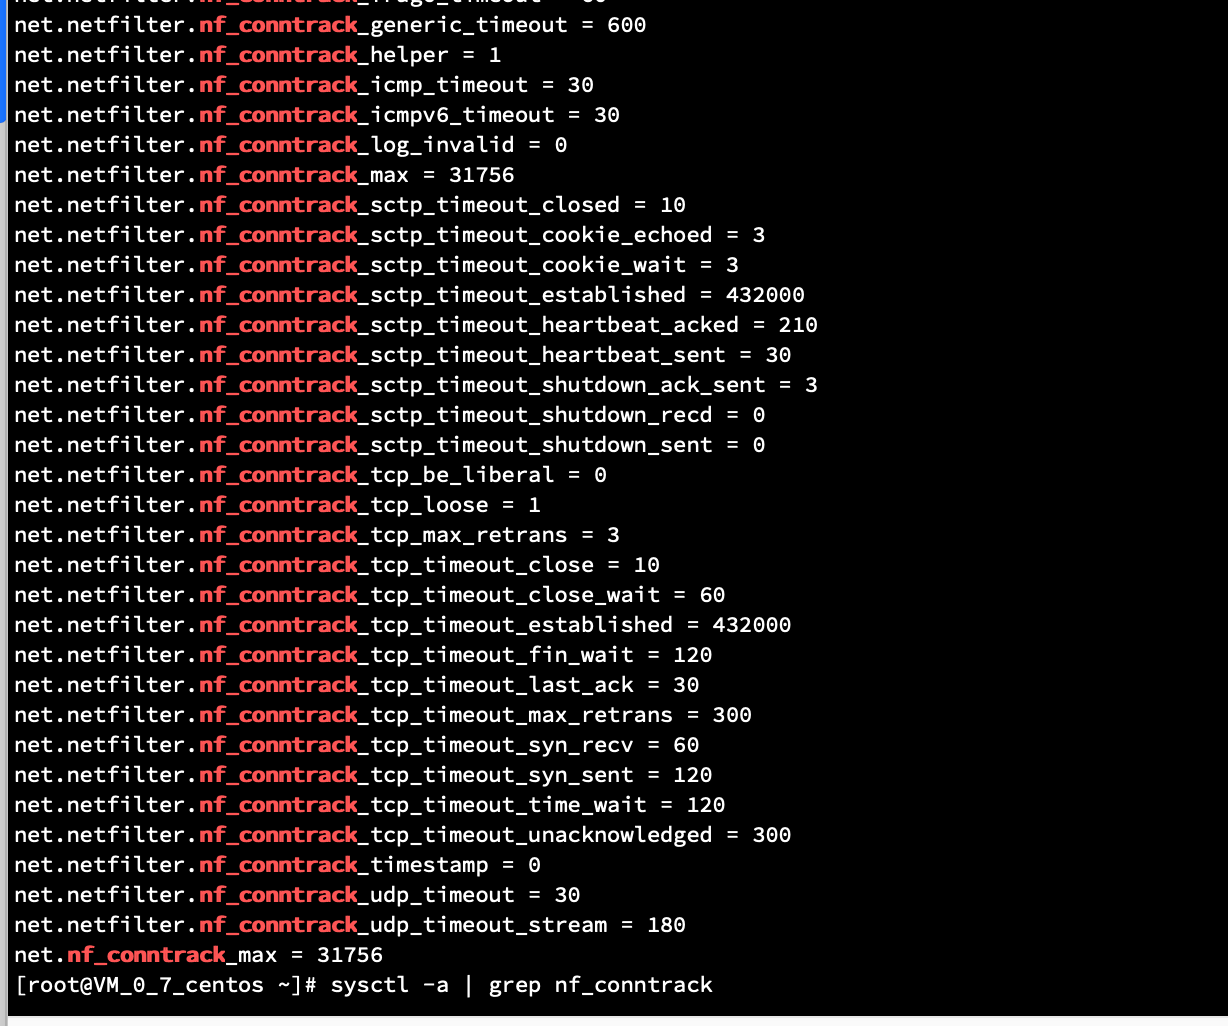 net.netfilter.nf_conntrack_generic_timeout = 600
net.netfilter.nf_conntrack_helper = 1
net.netfilter.nf_conntrack_icmp_timeout = 30
net.netfilter.nf_conntrack_icmpv6_timeout = 30
net.netfilter.nf_conntrack_log_invalid = 0
net.netfilter.nf_conntrack_max = 31756
net.netfilter.nf_conntrack_sctp_timeout_closed = 10
net.netfilter.nf_conntrack_sctp_timeout_cookie_echoed = 3
net.netfilter.nf_conntrack_sctp_timeout_cookie_wait = 3
net.netfilter.nf_conntrack_sctp_timeout_established = 432000
net.netfilter.nf_conntrack_sctp_timeout_heartbeat_acked = 210
net.netfilter.nf_conntrack_sctp_timeout_heartbeat_sent = 30
net.netfilter.nf_conntrack_sctp_timeout_shutdown_ack_sent = 3
net.netfilter.nf_conntrack_sctp_timeout_shutdown_recd = 0
net.netfilter.nf_conntrack_sctp_timeout_shutdown_sent = 0
net.netfilter.nf_conntrack_tcp_be_liberal = 0
net.netfilter.nf_conntrack_tcp_loose = 1
net.netfilter.nf_conntrack_tcp_max_retrans = 3
net.netfilter.nf_conntrack_tcp_timeout_close = 10
net.netfilter.nf_conntrack_tcp_timeout_close_wait = 60
net.netfilter.nf_conntrack_tcp_timeout_established = 432000
net.netfilter.nf_conntrack_tcp_timeout_fin_wait = 120
net.netfilter.nf_conntrack_tcp_timeout_last_ack = 30
net.netfilter.nf_conntrack_tcp_timeout_max_retrans = 300
net.netfilter.nf_conntrack_tcp_timeout_syn_recv = 60
net.netfilter.nf_conntrack_tcp_timeout_syn_sent = 120
net.netfilter.nf_conntrack_tcp_timeout_time_wait = 120
net.netfilter.nf_conntrack_tcp_timeout_unacknowledged = 300
net.netfilter.nf_conntrack_timestamp = 0
net.netfilter.nf_conntrack_udp_timeout = 30
net.netfilter.nf_conntrack_udp_timeout_stream = 180
net.nf_conntrack_max = 31756
[root@VM_0_7_centos ~]# sysctl -a | grep nf_conntrack